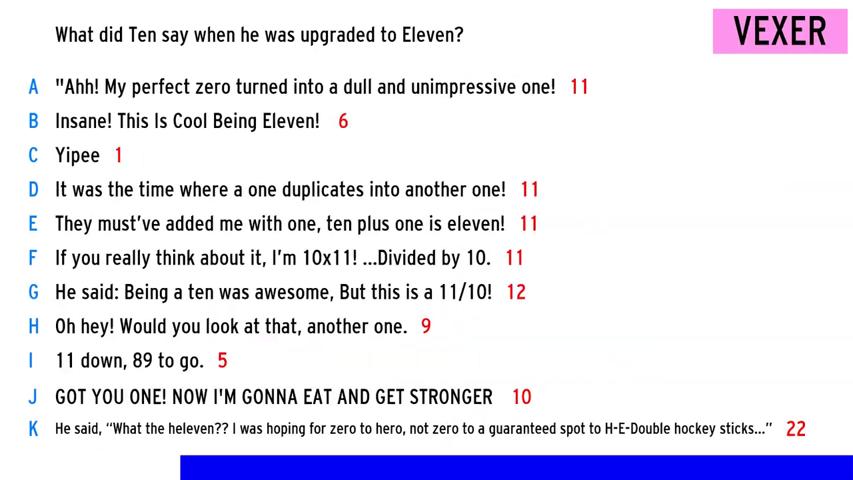 What did Ten say when he was upgraded to Eleven?
VEXER
A "Ahh! My perfect zero turned into a dull and unimpressive one! 11
B Insane! This Is Cool Being Eleven! 6
C Yipee 1
D It was the time where a one duplicates into another one! 11
E They must've added me with one, ten plus one is eleven! 11
F If you really think about it, I'm 10x11! ...Divided by 10. 11
G He said: Being a ten was awesome, But this is a 11/10! 12
H Oh hey! Would you look at that, another one. 9
I 11 down, 89 to go. 5
J GOT YOU ONE! NOW I'M GONNA EAT AND GET STRONGER 10
K He said, “What the heleven?? I was hoping for zero to hero, not zero to a guaranteed spot to H-E-Double hockey sticks...” 22